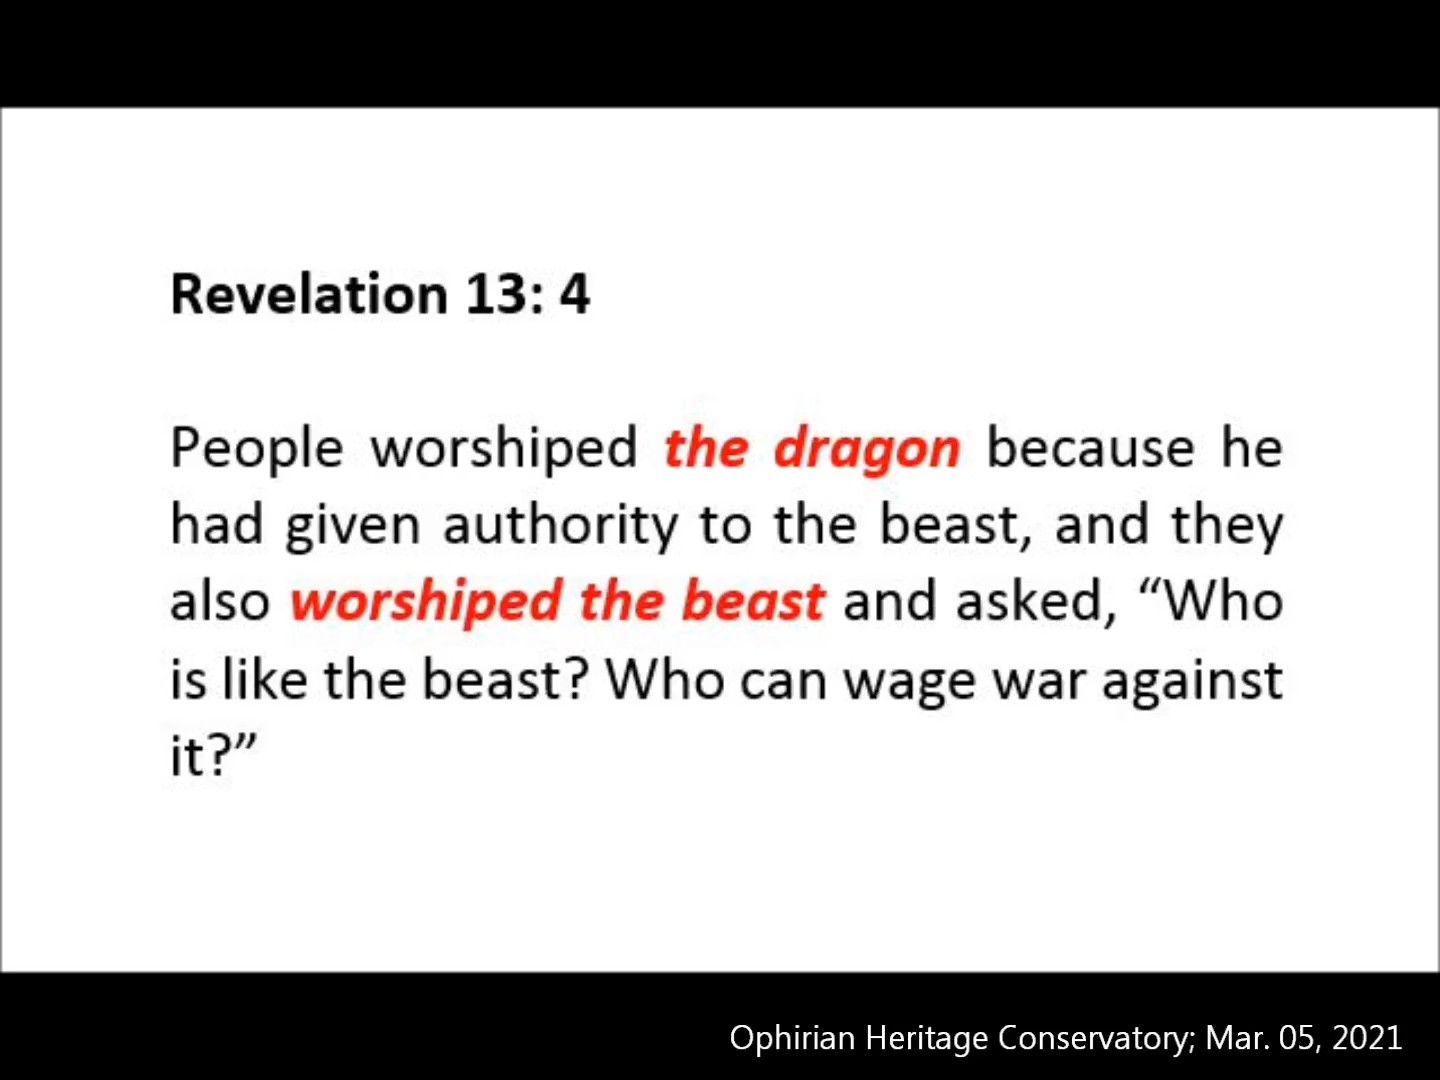 Revelation 13: 4
People worshiped the dragon because he
had given authority to the beast, and they
also worshiped the beast and asked, “Who
is like the beast? Who can wage war against
it?”
Ophirian Heritage Conservatory; Mar. 05, 2021